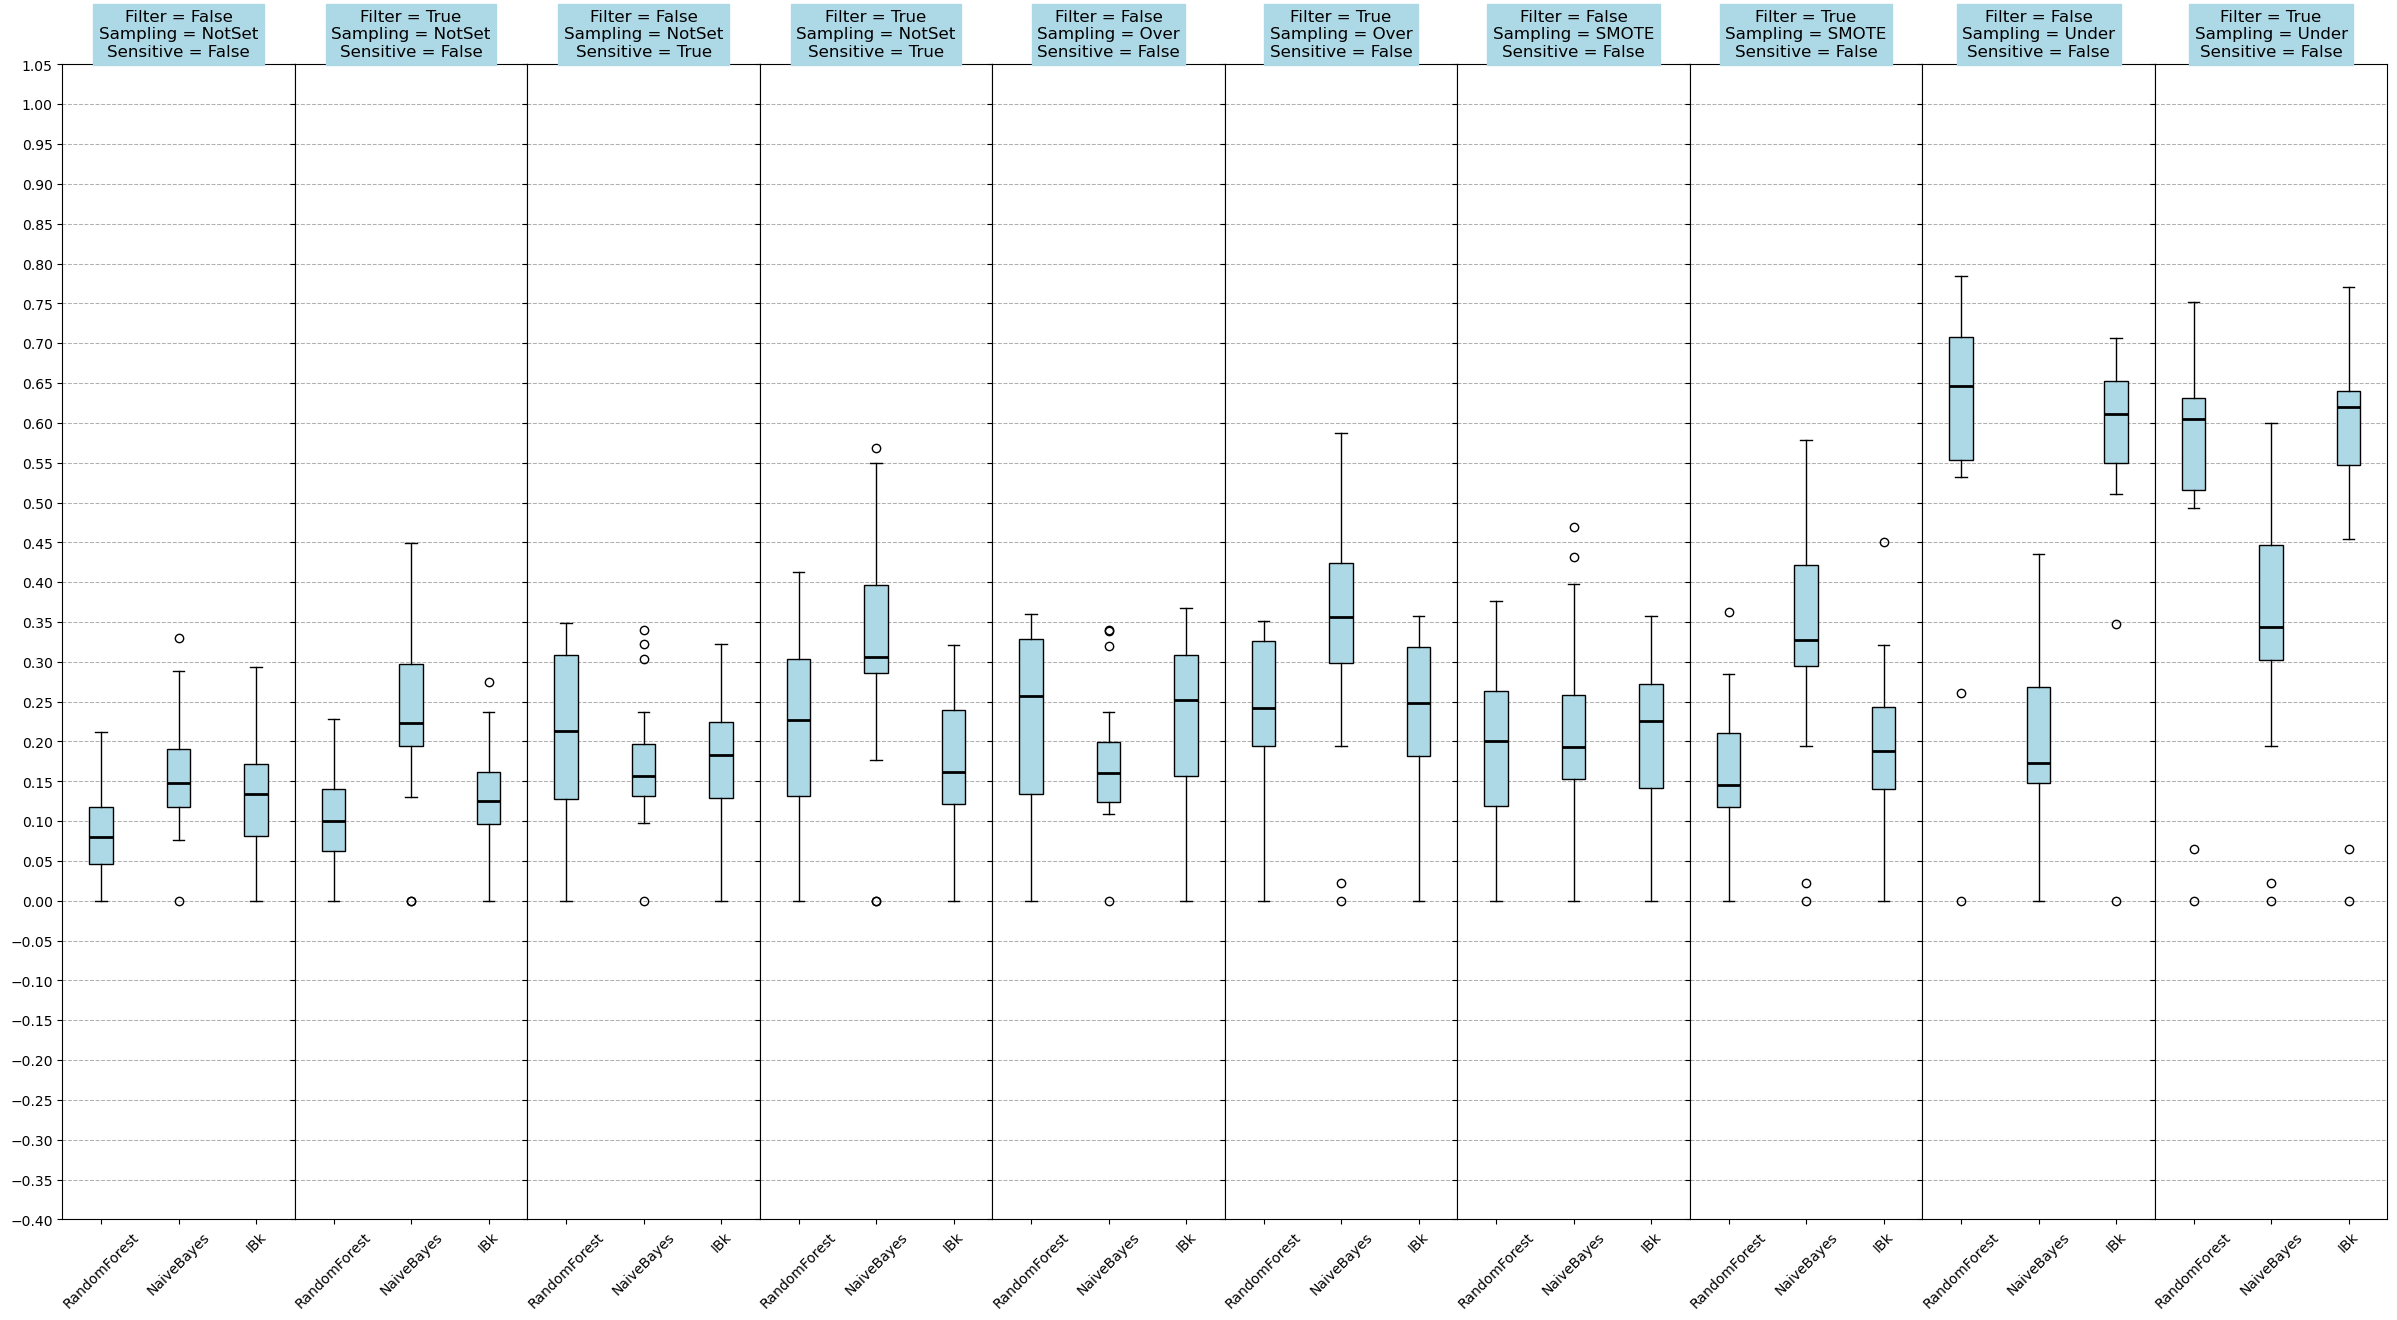 Filter = False
Sampling = NotSet
Sensitive = False
Filter = True
Sampling = NotSet
Sensitive = False
Filter = False
Sampling = NotSet
Sensitive = True
Filter = True
Sampling = NotSet
Sensitive = True
Filter = False
Sampling = Over
Sensitive = False
Filter = True
Sampling = Over
Sensitive = False
Filter = False
Sampling = SMOTE
Sensitive = False
Filter = True
Sampling = SMOTE
Sensitive = False
Filter = False
Sampling = Under
Sensitive = False
Filter = True
Sampling = Under
Sensitive = False
1.05
1.00
0.95
0.90
0.85
0.80
0.75
0.70
0.65
0.60
0.55
0.50
0.45
0.40
0.35
0.30
0.25
0.20
0.15
0.10
0.05
0.00
−0.05
−0.10
−0.15
−0.20
−0.25
−0.30
−0.35
−0.40
RandomForest
NaiveBayes
IBk
RandomForest
NaiveBayes
IBk
RandomForest
NaiveBayes
IBk
RandomForest
NaiveBayes
IBk
RandomForest
NaiveBayes
IBk
RandomForest
NaiveBayes
IBk
RandomForest
NaiveBayes
IBk
RandomForest
NaiveBayes
IBk
RandomForest
NaiveBayes
IBk
RandomForest
NaiveBayes
IBk